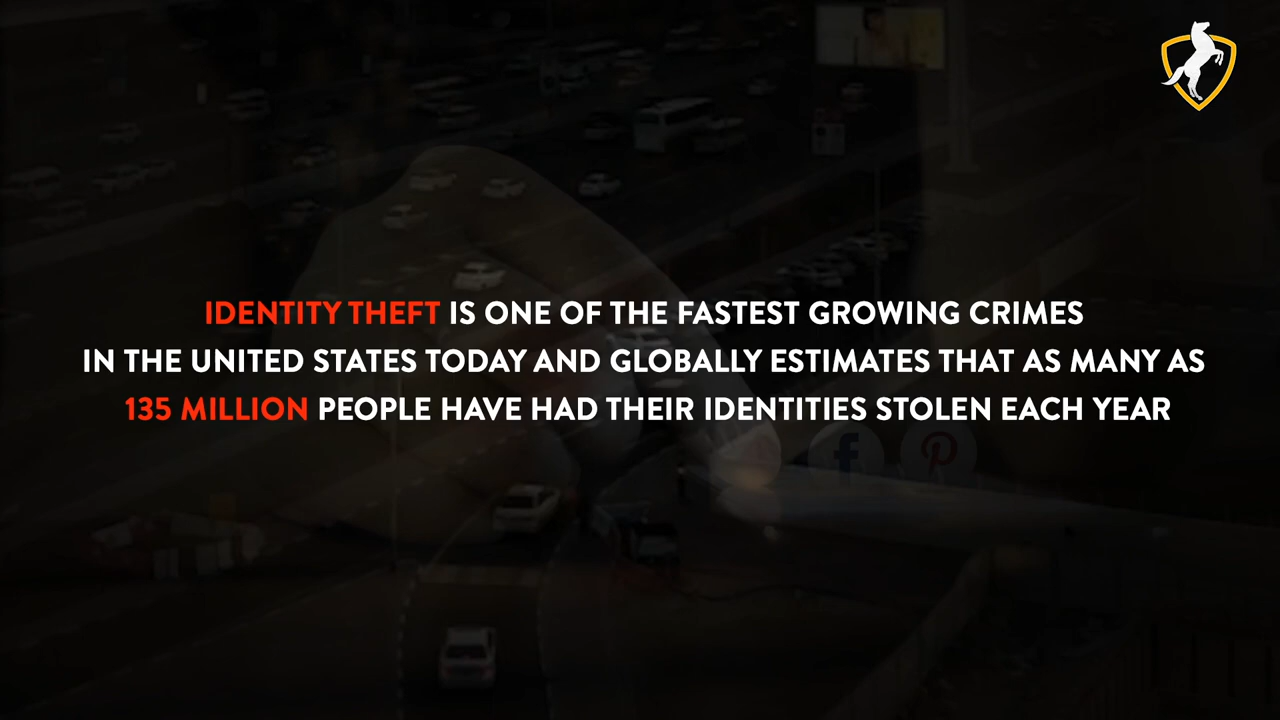 IDENTITY THEFT IS ONE OF THE FASTEST GROWING CRIMES
IN THE UNITED STATES TODAY AND GLOBALLY ESTIMATES THAT AS MANY AS
135 MILLION PEOPLE HAVE HAD THEIR IDENTITIES STOLEN EACH YEAR